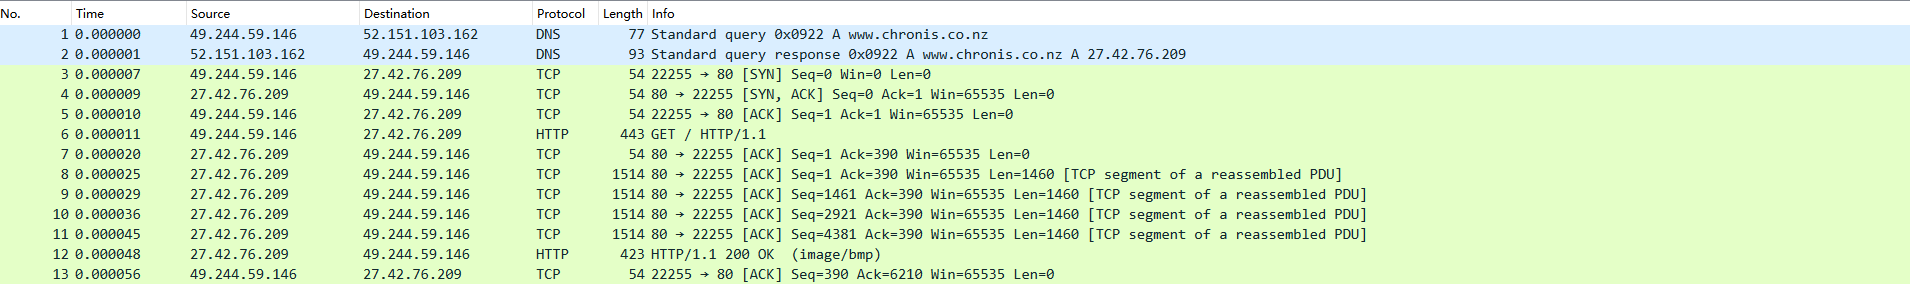 No. Time Source Destination Protocol Length Info
1 0.000000 49.244.59.146 52.151.103.162 DNS 77 Standard query 0x0922 A www.chronis.co.nz
2 0.000001 52.151.103.162 49.244.59.146 DNS 93 Standard query response 0x0922 A www.chronis.co.nz A 27.42.76.209
3 0.000007 49.244.59.146 27.42.76.209 TCP 54 22255 → 80 [SYN] Seq=0 Win=0 Len=0
4 0.000009 27.42.76.209 49.244.59.146 TCP 54 80 → 22255 [SYN, ACK] Seq=0 Ack=1 Win=65535 Len=0
5 0.000010 49.244.59.146 27.42.76.209 TCP 54 22255 → 80 [ACK] Seq=1 Ack=1 Win=65535 Len=0
6 0.000011 49.244.59.146 27.42.76.209 HTTP 443 GET / HTTP/1.1
7 0.000020 27.42.76.209 49.244.59.146 TCP 54 80 → 22255 [ACK] Seq=1 Ack=390 Win=65535 Len=0
8 0.000025 27.42.76.209 49.244.59.146 TCP 1514 80 → 22255 [ACK] Seq=1 Ack=390 Win=65535 Len=1460 [TCP segment of a reassembled PDU]
9 0.000029 27.42.76.209 49.244.59.146 TCP 1514 80 → 22255 [ACK] Seq=1461 Ack=390 Win=65535 Len=1460 [TCP segment of a reassembled PDU]
10 0.000036 27.42.76.209 49.244.59.146 TCP 1514 80 → 22255 [ACK] Seq=2921 Ack=390 Win=65535 Len=1460 [TCP segment of a reassembled PDU]
11 0.000045 27.42.76.209 49.244.59.146 TCP 1514 80 → 22255 [ACK] Seq=4381 Ack=390 Win=65535 Len=1460 [TCP segment of a reassembled PDU]
12 0.000048 27.42.76.209 49.244.59.146 HTTP 423 HTTP/1.1 200 OK (image/bmp)
13 0.000056 49.244.59.146 27.42.76.209 TCP 54 22255 → 80 [ACK] Seq=390 Ack=6210 Win=65535 Len=0